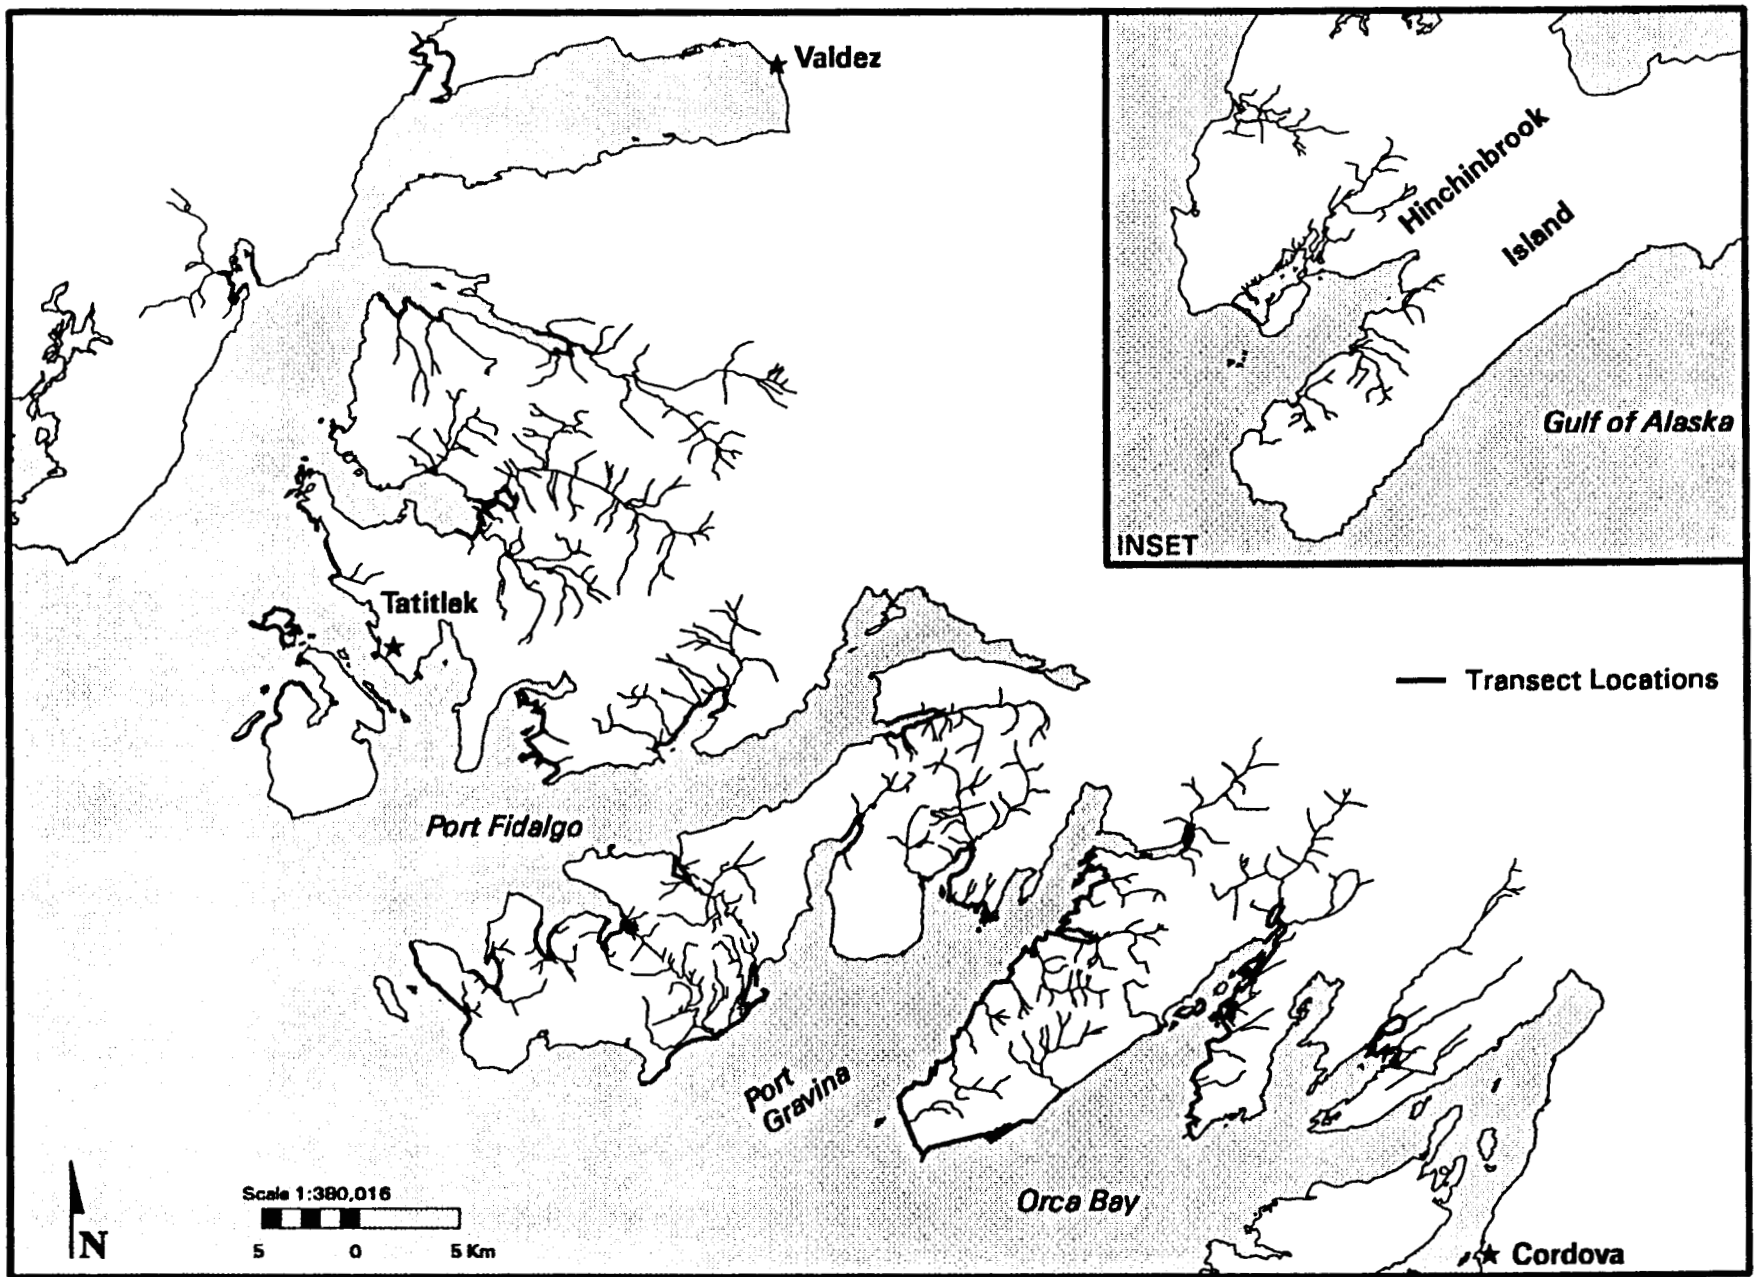 Valdez
Hinchinbrook
Island
Gulf of Alaska
INSET
Tatitlek
Transect Locations
Port Fidalgo
Port
Gravina
Orca Bay
Scale 1:380,016
5 0 5 Km
N
Cordova